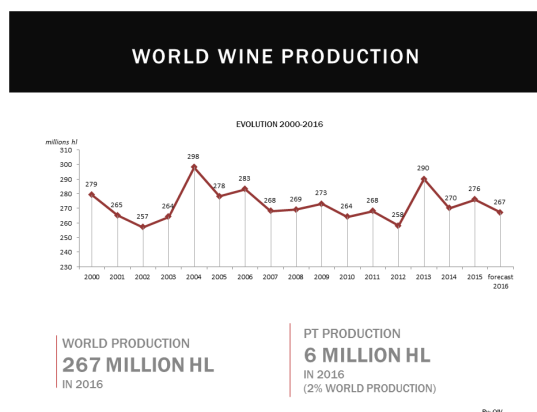 WORLD WINE PRODUCTION
EVOLUTION 2000-2016
millions hl
310
300
290
280
270
260
250
240
230
279
265
257
264
298
278
283
268
269
273
264
268
258
290
270
276
267
2000 2001 2002 2003 2004 2005 2006 2007 2008 2009 2010 2011 2012 2013 2014 2015 forecast
2016
WORLD PRODUCTION
267 MILLION HL
IN 2016
PT PRODUCTION
6 MILLION HL
IN 2016
(2% WORLD PRODUCTION)